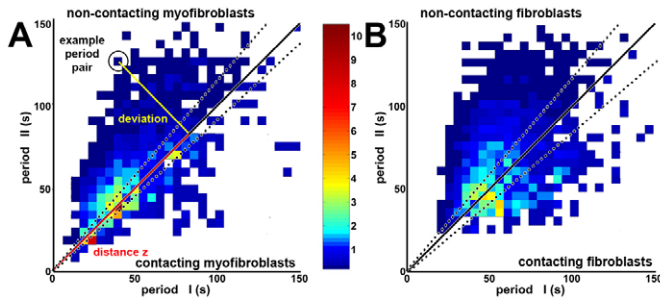 A
non-contacting myofibroblasts
150
100
50
0
period II (s)
example
period
pair
deviation
distance z
contacting myofibroblasts
0
50
100
150
period I (s)
10
9
8
7
6
5
4
3
2
1
B
non-contacting fibroblasts
150
100
50
0
period II (s)
contacting fibroblasts
0
50
100
150
period I (s)